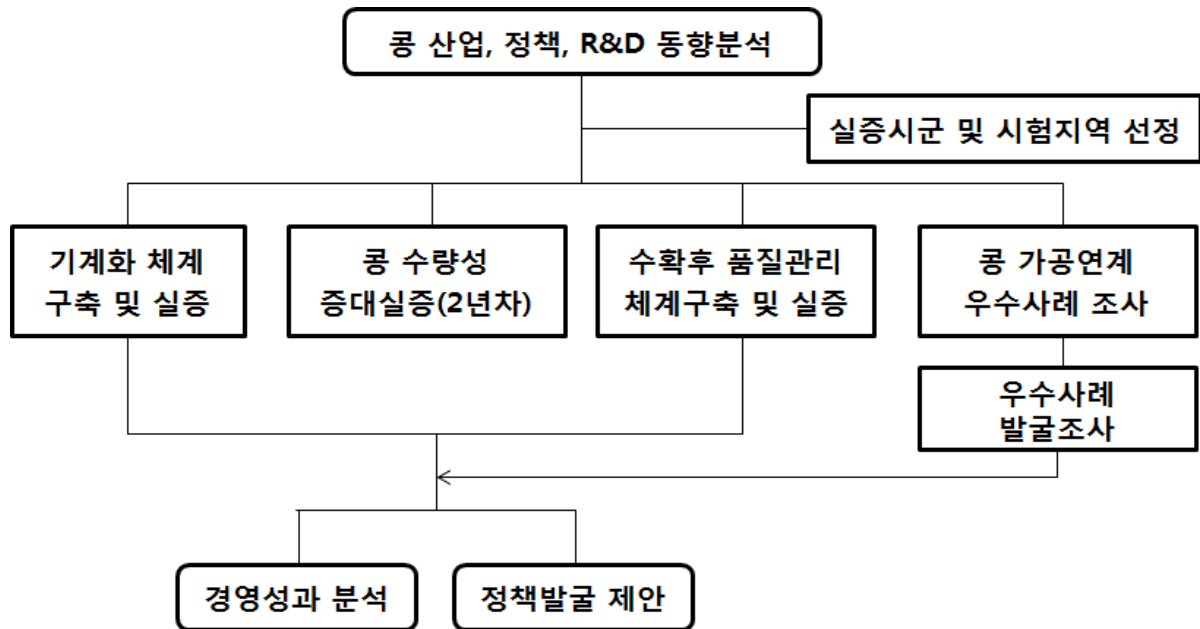 콩 산업, 정책, R&D 동향분석
실증시군 및 시험지역 선정
기계화 체계
구축 및 실증
콩 수량성
증대실증(2년차)
수확후 품질관리
체계구축 및 실증
콩 가공연계
우수사례 조사
우수사례
발굴조사
경영성과 분석
정책발굴 제안